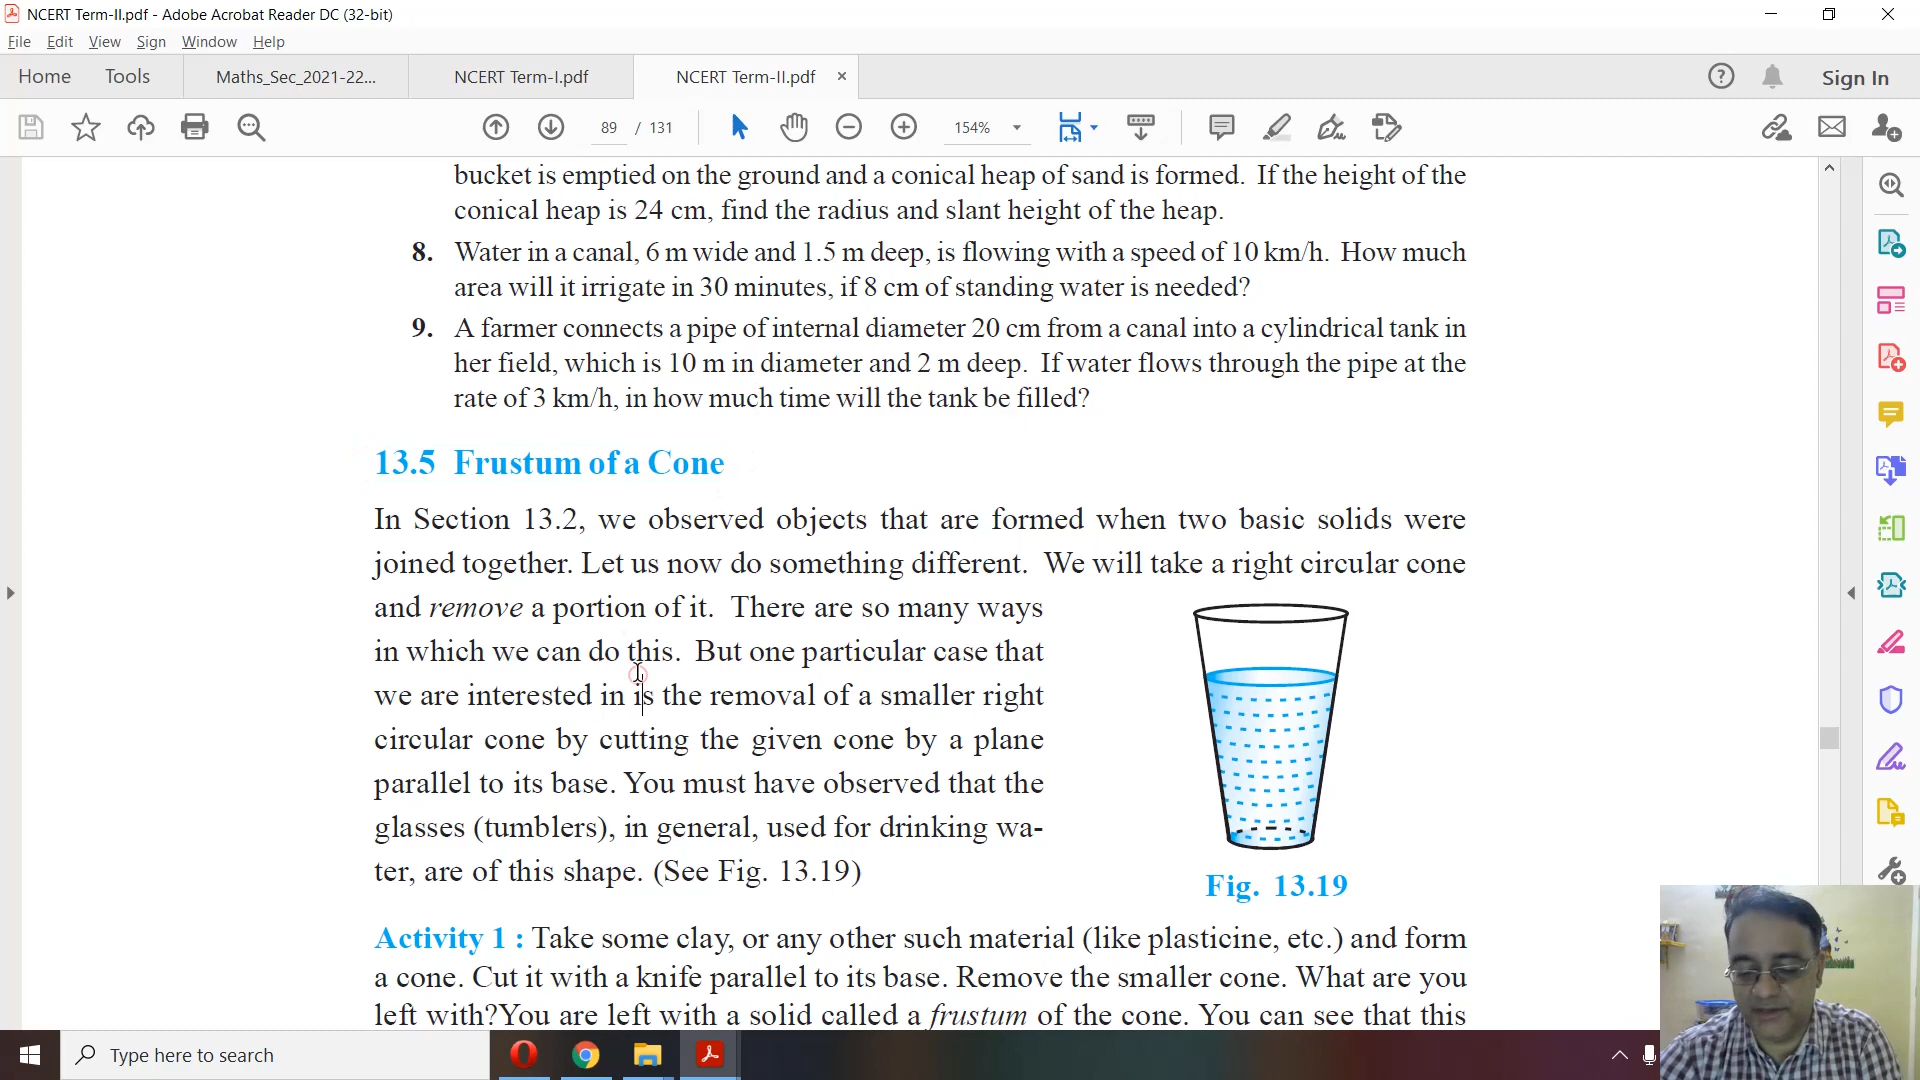 NCERT Term-II.pdf - Adobe Acrobat Reader DC (32-bit)
File Edit View Sign Window Help
Home Tools Maths_Sec_2021-22... NCERT Term-I.pdf NCERT Term-II.pdf Sign In
89 / 131 154%
bucket is emptied on the ground and a conical heap of sand is formed. If the height of the
conical heap is 24 cm, find the radius and slant height of the heap.
8. Water in a canal, 6 m wide and 1.5 m deep, is flowing with a speed of 10 km/h. How much
area will it irrigate in 30 minutes, if 8 cm of standing water is needed?
9. A farmer connects a pipe of internal diameter 20 cm from a canal into a cylindrical tank in
her field, which is 10 m in diameter and 2 m deep. If water flows through the pipe at the
rate of 3 km/h, in how much time will the tank be filled?
13.5 Frustum of a Cone
In Section 13.2, we observed objects that are formed when two basic solids were
joined together. Let us now do something different. We will take a right circular cone
and remove a portion of it. There are so many ways
in which we can do this. But one particular case that
we are interested in is the removal of a smaller right
circular cone by cutting the given cone by a plane
parallel to its base. You must have observed that the
glasses (tumblers), in general, used for drinking wa-
ter, are of this shape. (See Fig. 13.19)
Fig. 13.19
Activity 1 : Take some clay, or any other such material (like plasticine, etc.) and form
a cone. Cut it with a knife parallel to its base. Remove the smaller cone. What are you
left with?You are left with a solid called a frustum of the cone. You can see that this
Type here to search